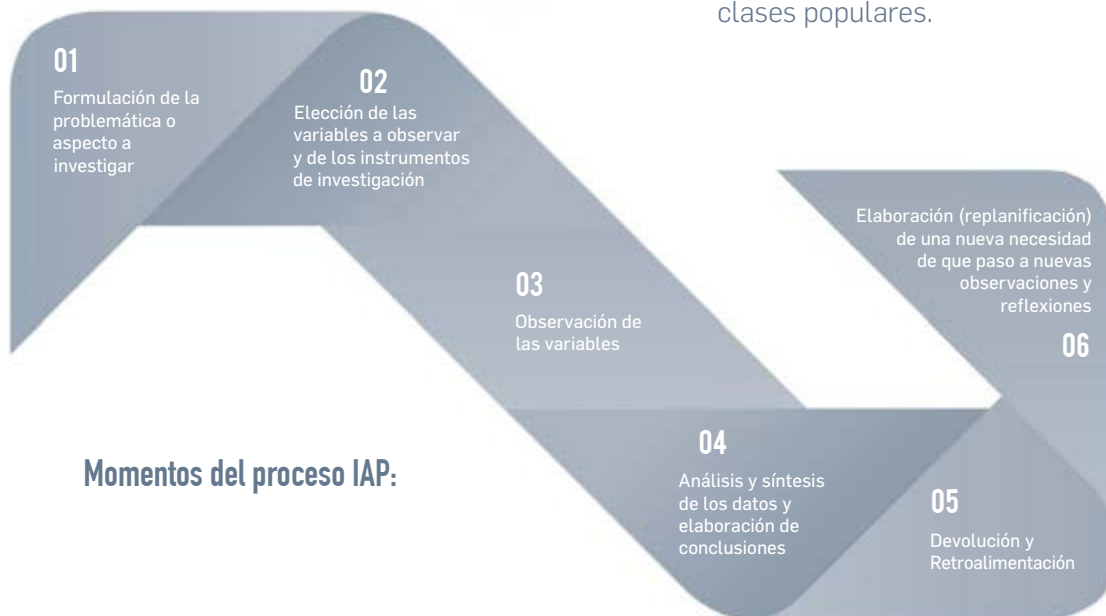 clases populares.
01
Formulación de la
problemática o
aspecto a
investigar
02
Elección de las
variables a observar
y de los instrumentos
de investigación
03
Observación de
las variables
04
Análisis y síntesis
de los datos y
elaboración de
conclusiones
05
Devolución y
Retroalimentación
Elaboración (replanificación)
de una nueva necesidad
de que paso a nuevas
observaciones y
reflexiones
06
Momentos del proceso IAP: